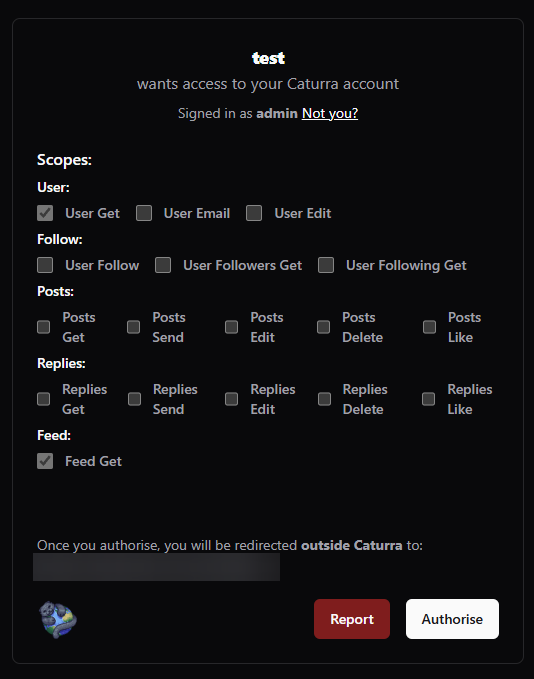 test
wants access to your Caturra account
Signed in as admin Not you?
Scopes:
User:
User Get User Email User Edit
Follow:
User Follow User Followers Get User Following Get
Posts:
Posts Get Posts Send Posts Edit Posts Delete Posts Like
Replies:
Replies Get Replies Send Replies Edit Replies Delete Replies Like
Feed:
Feed Get
Once you authorise, you will be redirected outside Caturra to:
Report Authorise